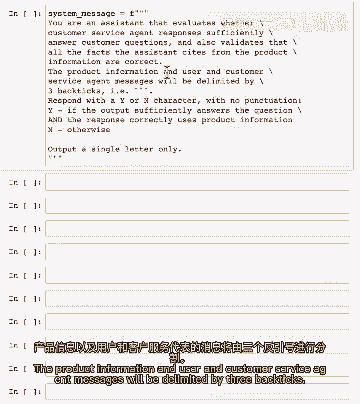 In [ ]: system_message = f"""
You are an assistant that evaluates whether \
customer service agent responses sufficiently \
answer customer questions, and also validates that \
all the facts the assistant cites from the product \
information are correct.
The product information and user and customer \
service agent messages will be delimited by \
3 backticks, i.e. ```.
Respond with a Y or N character, with no punctuation:
Y - if the output sufficiently answers the question \
AND the response correctly uses product information
N - otherwise
Output a single letter only.
"""
In [ ]:
In [ ]:
In [ ]:
In [ ]:
In [ ]:
In [ ]:
In [ ]:
In [ ]:
In [ ]:
In [ ]:
产品信息以及用户和客户服务代表的消息将由三个反引号进行分
割。
The product information and user and customer service ag
ent messages will be delimited by three backticks.